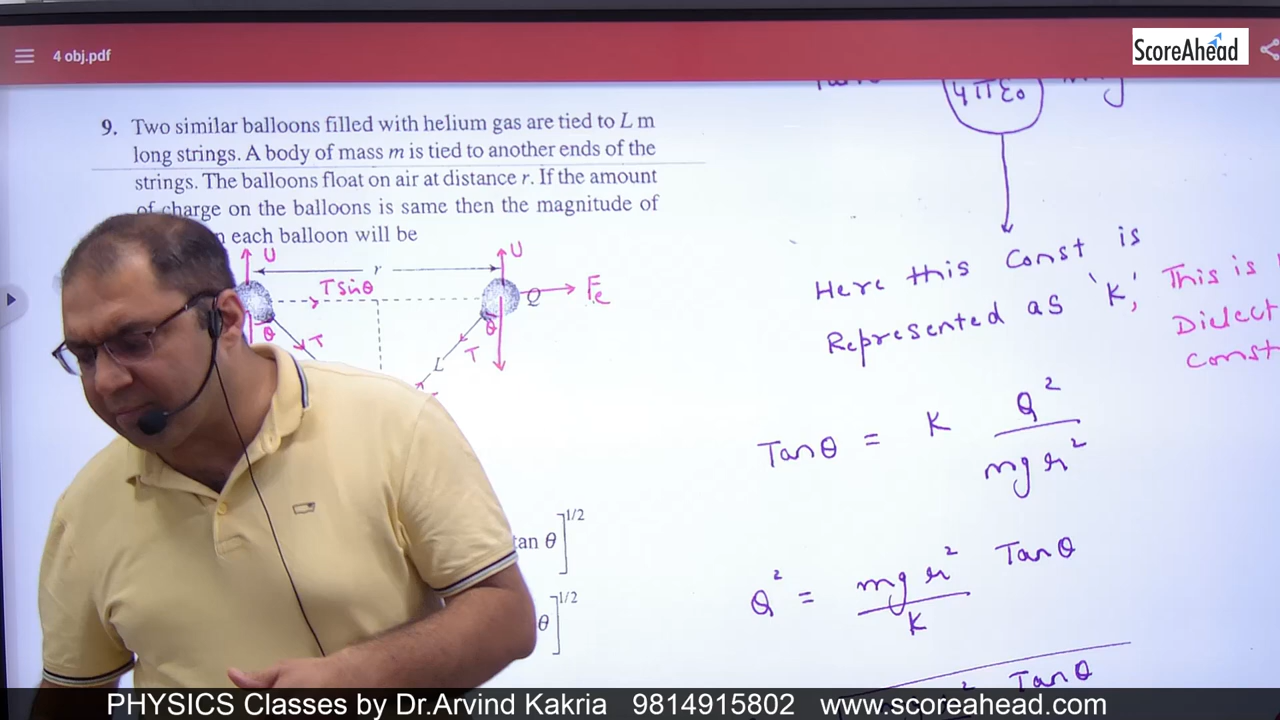 4 obj.pdf
ScoreAhead
4πε₀
9. Two similar balloons filled with helium gas are tied to L m
long strings. A body of mass m is tied to another ends of the
strings. The balloons float on air at distance r. If the amount
of charge on the balloons is same then the magnitude of
each balloon will be
U
r
U
T sinθ
Q
Fe
θ
θ
T
T
L
Here this Const is
Represented as 'K',
This is
Dielect
Const
Tanθ = K Q²/mgr²
tan θ]1/2
θ]1/2
Q² = mgr²/K Tanθ
Tanθ
PHYSICS Classes by Dr.Arvind Kakria 9814915802 www.scoreahead.com